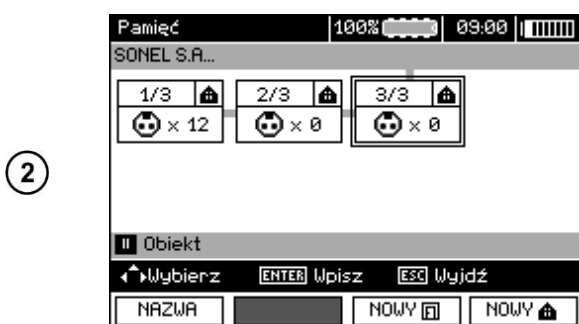 Pamięć 100% 09:00
SONEL S.A...
1/3 2/3 3/3
x 12 x 0 x 0
2
Obiekt
Wybierz ENTER Wpisz ESC Wyjdź
NAZWA NOWY NOWY